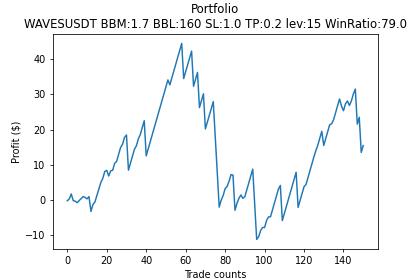 Portfolio
WAVESUSDT BBM:1.7 BBL:160 SL:1.0 TP:0.2 lev:15 WinRatio:79.0
40
30
20
10
0
−10
Profit ($)
0 20 40 60 80 100 120 140
Trade counts